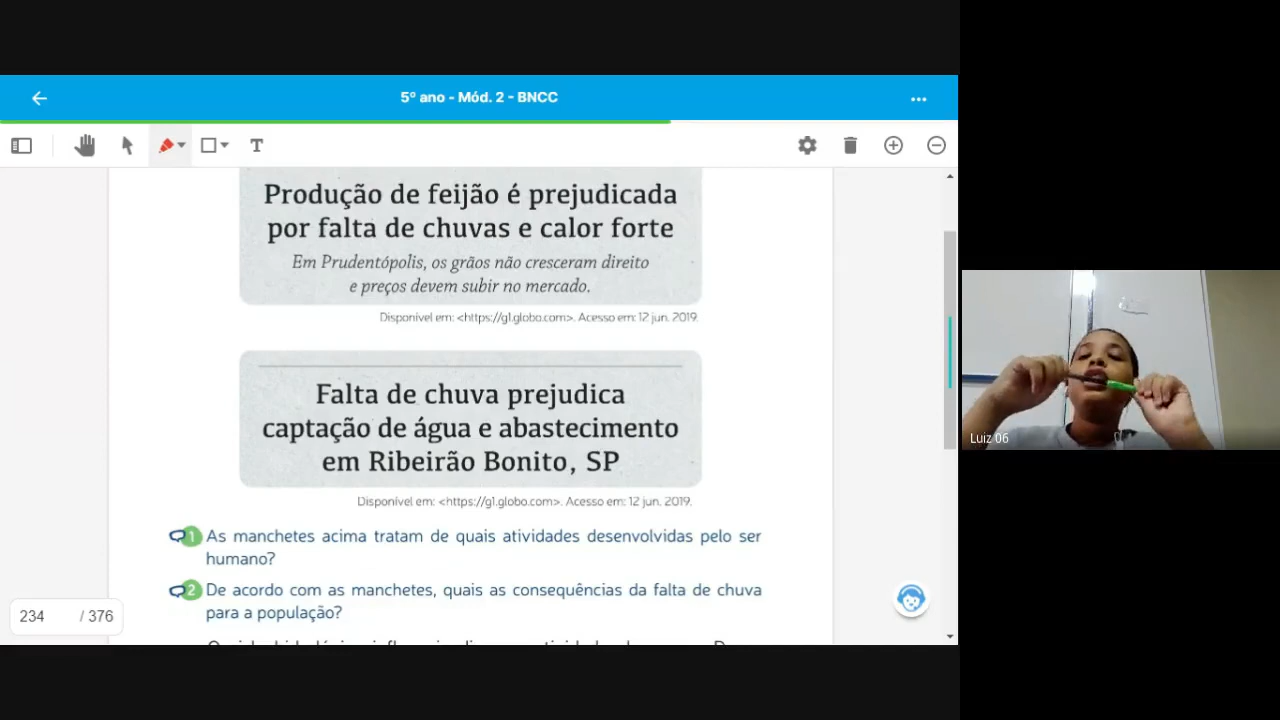 5º ano - Mód. 2 - BNCC
T
Produção de feijão é prejudicada
por falta de chuvas e calor forte
Em Prudentópolis, os grãos não cresceram direito
e preços devem subir no mercado.
Disponível em: <https://g1.globo.com>. Acesso em: 12 jun. 2019.
Falta de chuva prejudica
captação de água e abastecimento
em Ribeirão Bonito, SP
Disponível em: <https://g1.globo.com>. Acesso em: 12 jun. 2019.
1 As manchetes acima tratam de quais atividades desenvolvidas pelo ser
humano?
2 De acordo com as manchetes, quais as consequências da falta de chuva
para a população?
234 / 376
Luiz 06